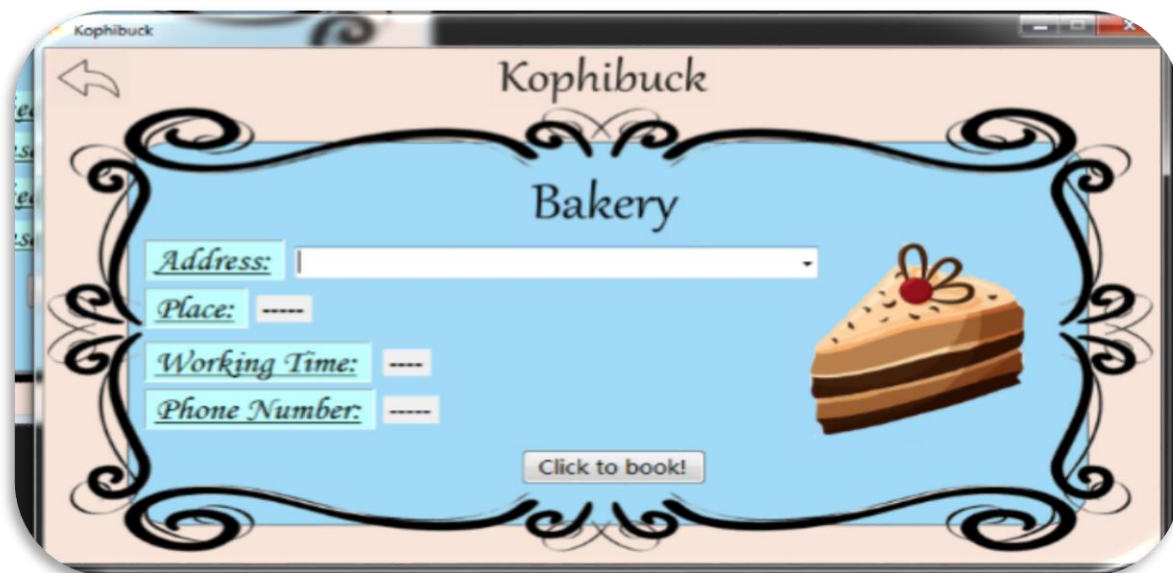 Kophibuck
Kophibuck
Bakery
Address:
Place: -----
Working Time: ----
Phone Number: -----
Click to book!